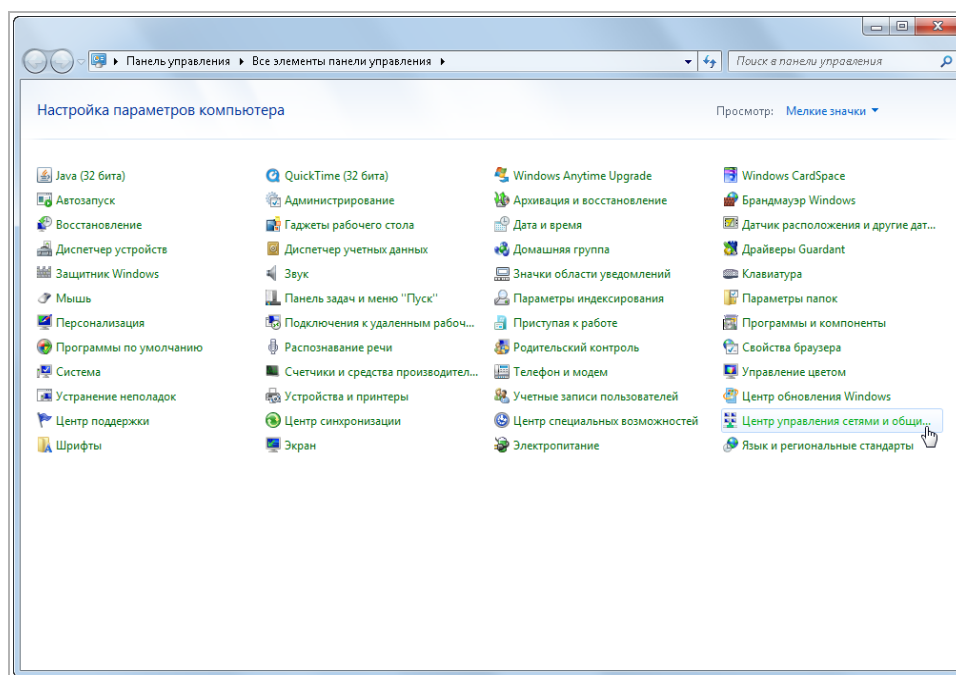 Панель управления ▸ Все элементы панели управления ▸
Поиск в панели управления
Настройка параметров компьютера
Просмотр: Мелкие значки
Java (32 бита)
QuickTime (32 бита)
Windows Anytime Upgrade
Windows CardSpace
Автозапуск
Администрирование
Архивация и восстановление
Брандмауэр Windows
Восстановление
Гаджеты рабочего стола
Дата и время
Датчик расположения и другие дат...
Диспетчер устройств
Диспетчер учетных данных
Домашняя группа
Драйверы Guardant
Защитник Windows
Звук
Значки области уведомлений
Клавиатура
Мышь
Панель задач и меню ''Пуск''
Параметры индексирования
Параметры папок
Персонализация
Подключения к удаленным рабоч...
Приступая к работе
Программы и компоненты
Программы по умолчанию
Распознавание речи
Родительский контроль
Свойства браузера
Система
Счетчики и средства производител...
Телефон и модем
Управление цветом
Устранение неполадок
Устройства и принтеры
Учетные записи пользователей
Центр обновления Windows
Центр поддержки
Центр синхронизации
Центр специальных возможностей
Центр управления сетями и общи...
Шрифты
Экран
Электропитание
Язык и региональные стандарты